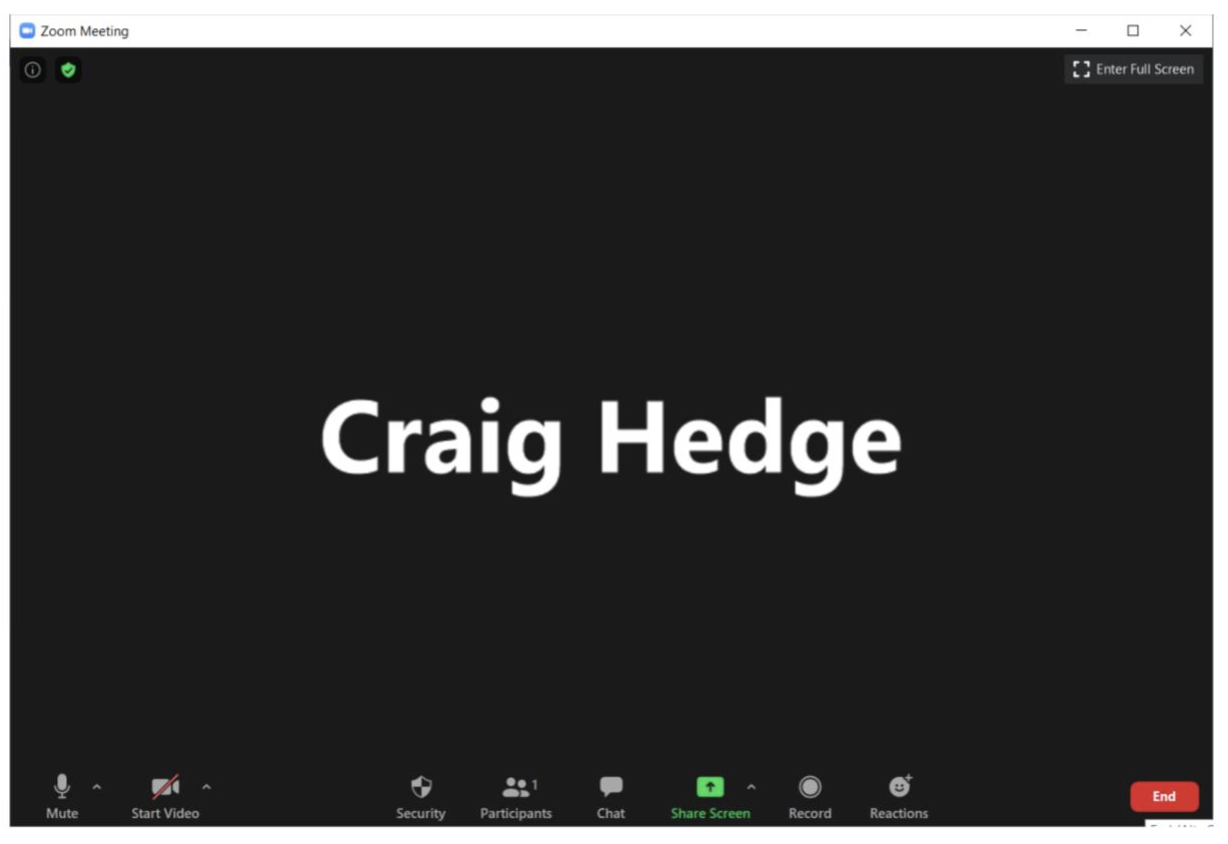 Zoom Meeting
Enter Full Screen
Craig Hedge
1
Mute
Start Video
Security
Participants
Chat
Share Screen
Record
Reactions
End